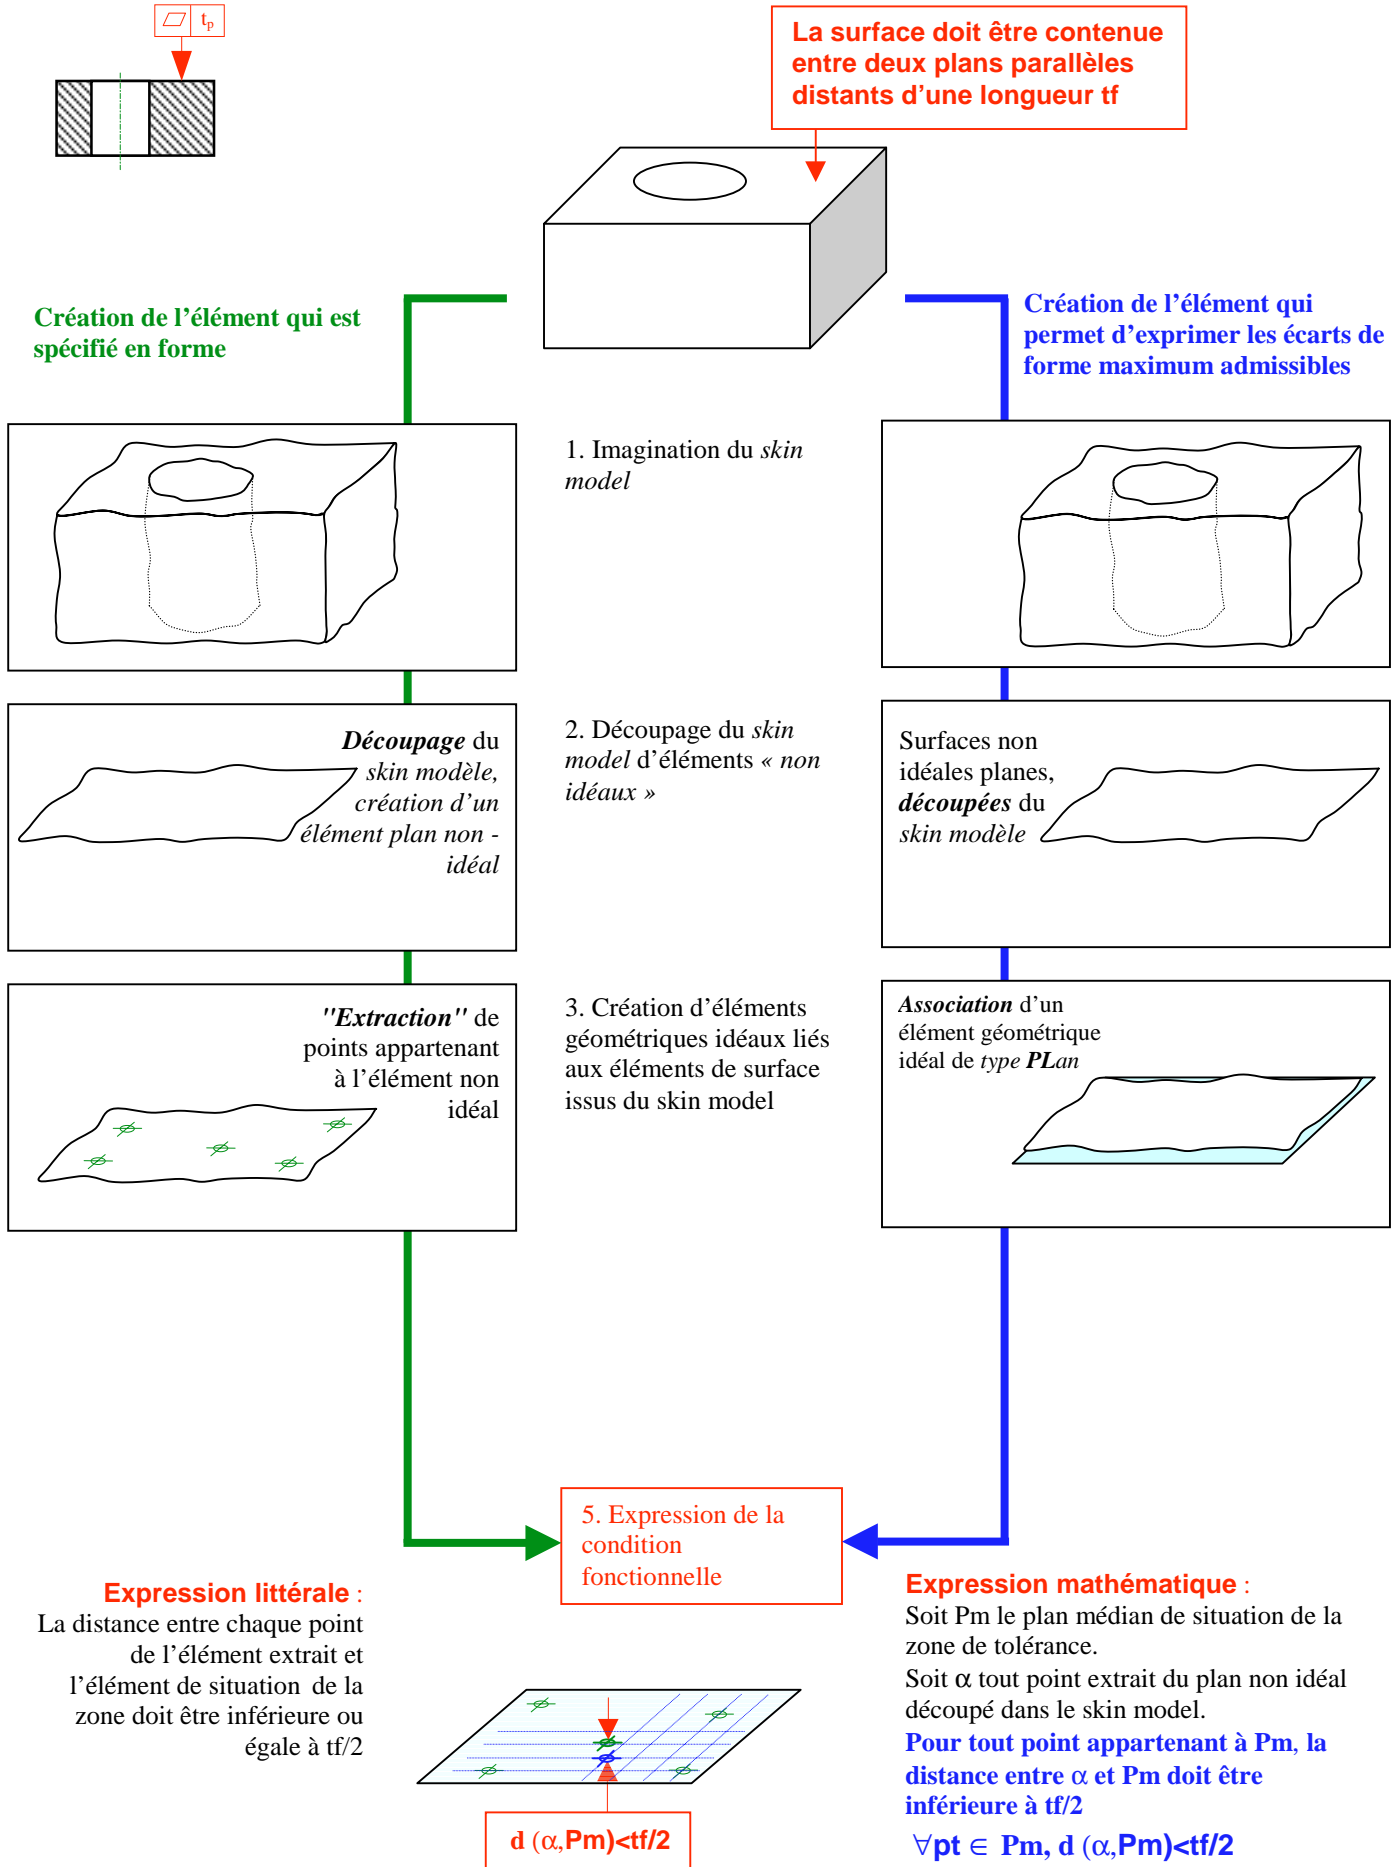 t_p
La surface doit être contenue
entre deux plans parallèles
distants d'une longueur tf
Création de l'élément qui est
spécifié en forme
Création de l'élément qui
permet d'exprimer les écarts de
forme maximum admissibles
1. Imagination du skin
model
Découpage du
skin modèle,
création d'un
élément plan non -
idéal
2. Découpage du skin
model d'éléments « non
idéaux »
Surfaces non
idéales planes,
découpées du
skin modèle
"Extraction" de
points appartenant
à l'élément non
idéal
3. Création d'éléments
géométriques idéaux liés
aux éléments de surface
issus du skin model
Association d'un
élément géométrique
idéal de type PLan
5. Expression de la
condition
fonctionnelle
Expression littérale :
La distance entre chaque point
de l'élément extrait et
l'élément de situation de la
zone doit être inférieure ou
égale à tf/2
d (α,Pm)<tf/2
Expression mathématique :
Soit Pm le plan médian de situation de la
zone de tolérance.
Soit α tout point extrait du plan non idéal
découpé dans le skin model.
Pour tout point appartenant à Pm, la
distance entre α et Pm doit être
inférieure à tf/2
∀pt ∈ Pm, d (α,Pm)<tf/2